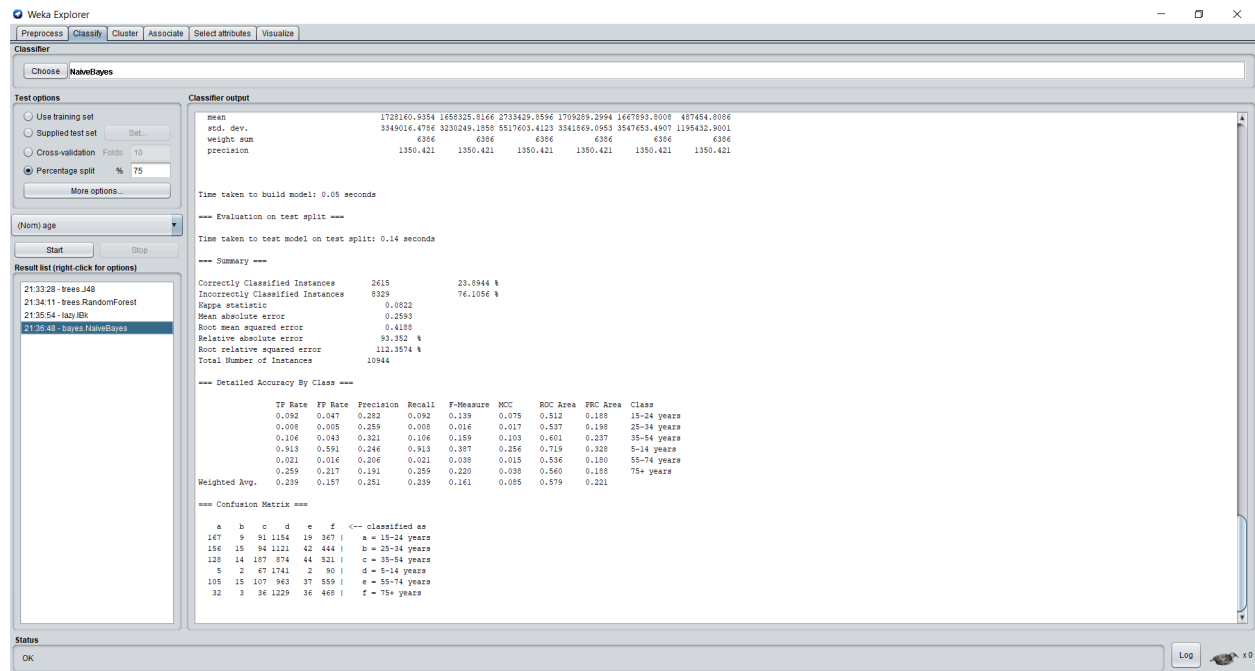 Weka Explorer
Preprocess Classify Cluster Associate Select attributes Visualize
Classifier
Choose NaiveBayes
Test options
Use training set
Supplied test set Set...
Cross-validation Folds 10
Percentage split % 75
More options...
(Nom) age
Start Stop
Result list (right-click for options)
21:33:28 - trees.J48
21:34:11 - trees.RandomForest
21:35:54 - lazy.IBk
21:36:48 - bayes.NaiveBayes
Classifier output
mean 1728160.9354 1658325.8166 2733429.8596 1709289.2994 1667893.8008 487454.8086
std. dev. 3349016.4786 3230249.1858 5517603.4123 3341869.0953 3547653.4907 1195432.9001
weight sum 6386 6386 6386 6386 6386 6386
precision 1350.421 1350.421 1350.421 1350.421 1350.421 1350.421
Time taken to build model: 0.05 seconds
=== Evaluation on test split ===
Time taken to test model on test split: 0.14 seconds
=== Summary ===
Correctly Classified Instances 2615 23.8944 %
Incorrectly Classified Instances 8329 76.1056 %
Kappa statistic 0.0822
Mean absolute error 0.2593
Root mean squared error 0.4188
Relative absolute error 93.352 %
Root relative squared error 112.3574 %
Total Number of Instances 10944
=== Detailed Accuracy By Class ===
TP Rate FP Rate Precision Recall F-Measure MCC ROC Area PRC Area Class
0.092 0.047 0.282 0.092 0.139 0.075 0.512 0.188 15-24 years
0.008 0.005 0.259 0.008 0.016 0.017 0.537 0.198 25-34 years
0.106 0.043 0.321 0.106 0.159 0.103 0.601 0.237 35-54 years
0.913 0.591 0.246 0.913 0.387 0.256 0.719 0.328 5-14 years
0.021 0.016 0.206 0.021 0.038 0.015 0.536 0.180 55-74 years
0.259 0.217 0.191 0.259 0.220 0.038 0.560 0.188 75+ years
Weighted Avg. 0.239 0.157 0.251 0.239 0.161 0.085 0.579 0.221
=== Confusion Matrix ===
a b c d e f <-- classified as
167 9 91 1154 19 367 | a = 15-24 years
156 15 94 1121 42 444 | b = 25-34 years
128 14 187 874 44 521 | c = 35-54 years
5 2 67 1741 2 90 | d = 5-14 years
105 15 107 963 37 559 | e = 55-74 years
32 3 36 1229 36 468 | f = 75+ years
Status
OK
Log
x 0